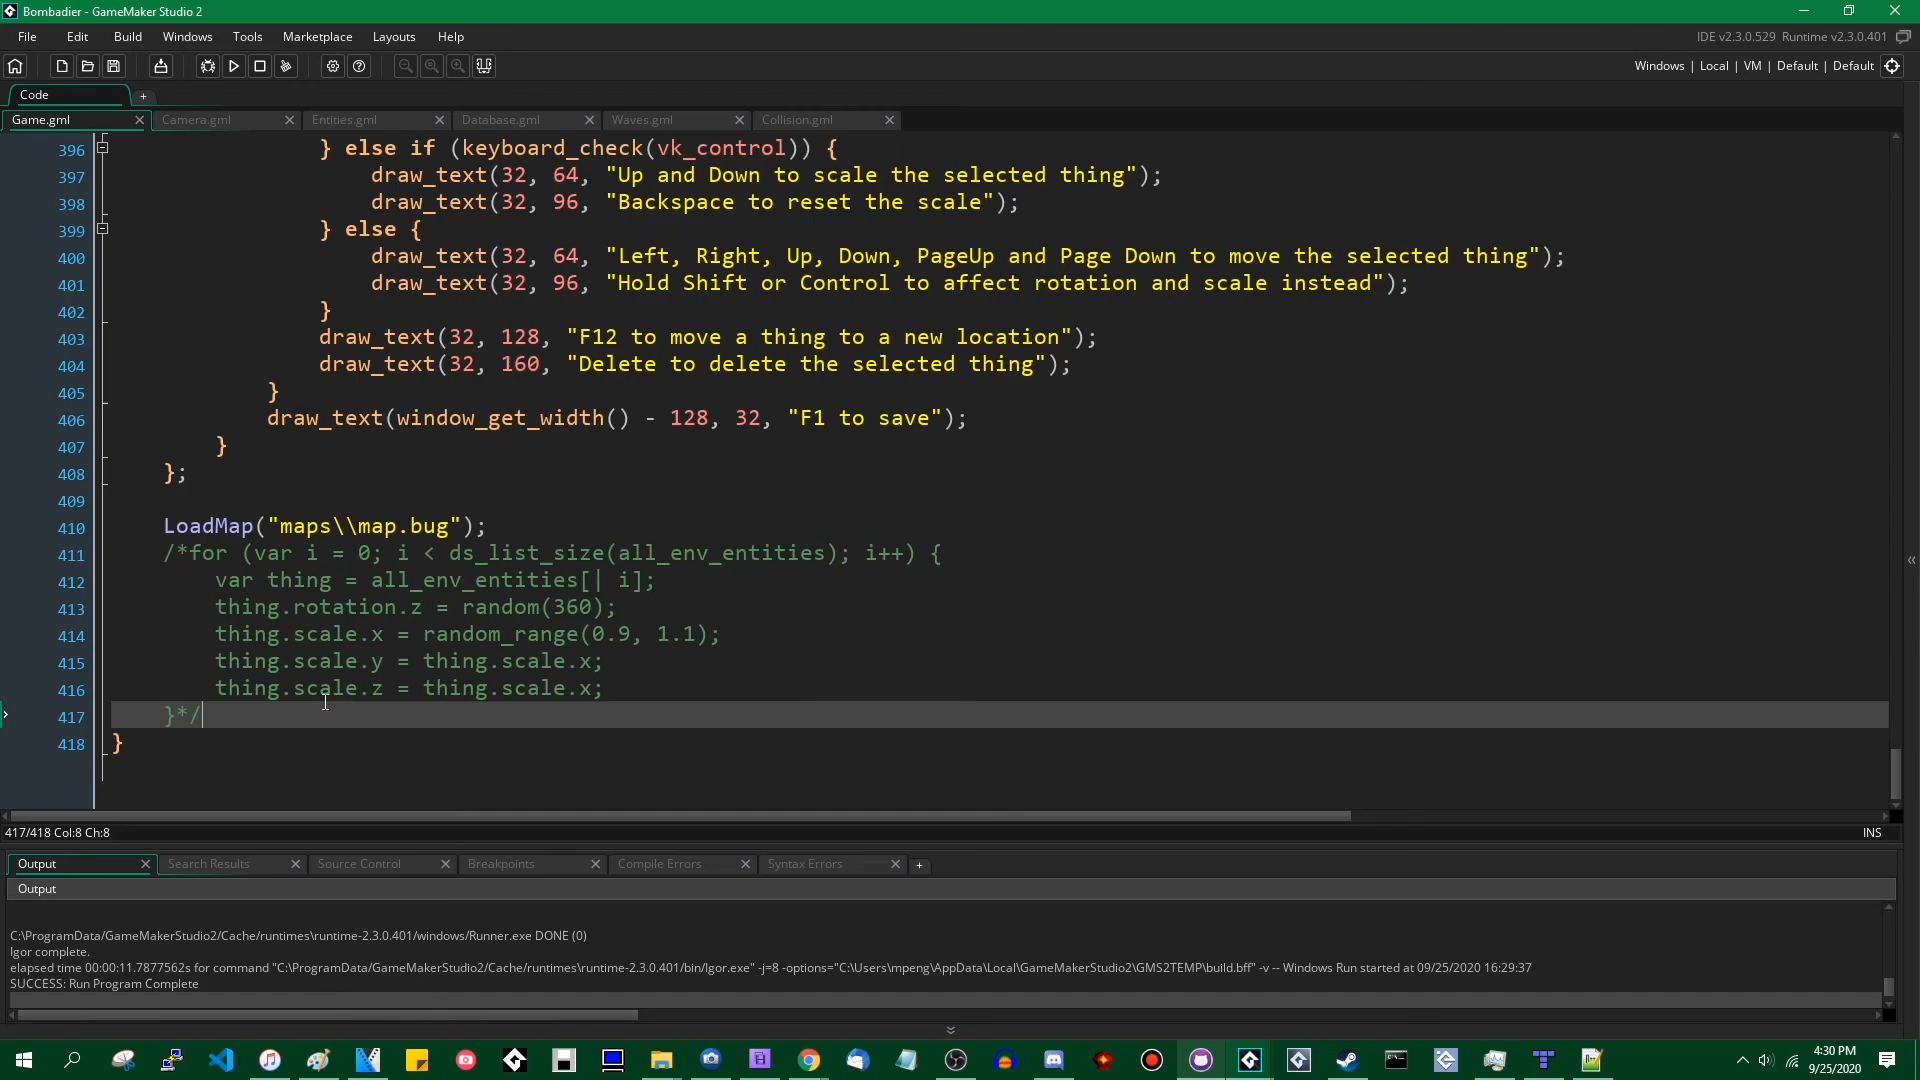 Bombadier - GameMaker Studio 2
File Edit Build Windows Tools Marketplace Layouts Help
IDE v2.3.0.529 Runtime v2.3.0.401
Windows | Local | VM | Default | Default
Code +
Game.gml Camera.gml Entities.gml Database.gml Waves.gml Collision.gml
396 } else if (keyboard_check(vk_control)) {
397 draw_text(32, 64, "Up and Down to scale the selected thing");
398 draw_text(32, 96, "Backspace to reset the scale");
399 } else {
400 draw_text(32, 64, "Left, Right, Up, Down, PageUp and Page Down to move the selected thing");
401 draw_text(32, 96, "Hold Shift or Control to affect rotation and scale instead");
402 }
403 draw_text(32, 128, "F12 to move a thing to a new location");
404 draw_text(32, 160, "Delete to delete the selected thing");
405 }
406 draw_text(window_get_width() - 128, 32, "F1 to save");
407 }
408 };
409
410 LoadMap("maps\\map.bug");
411 /*for (var i = 0; i < ds_list_size(all_env_entities); i++) {
412 var thing = all_env_entities[| i];
413 thing.rotation.z = random(360);
414 thing.scale.x = random_range(0.9, 1.1);
415 thing.scale.y = thing.scale.x;
416 thing.scale.z = thing.scale.x;
417 }*/
418 }
417/418 Col:8 Ch:8
INS
Output Search Results Source Control Breakpoints Compile Errors Syntax Errors +
Output
C:\ProgramData/GameMakerStudio2/Cache/runtimes\runtime-2.3.0.401/windows/Runner.exe DONE (0)
Igor complete.
elapsed time 00:00:11.7877562s for command "C:\ProgramData/GameMakerStudio2/Cache/runtimes\runtime-2.3.0.401/bin/Igor.exe" -j=8 -options="C:\Users\mpeng\AppData\Local\GameMakerStudio2\GMS2TEMP\build.bff" -v -- Windows Run started at 09/25/2020 16:29:37
SUCCESS: Run Program Complete
4:30 PM
9/25/2020